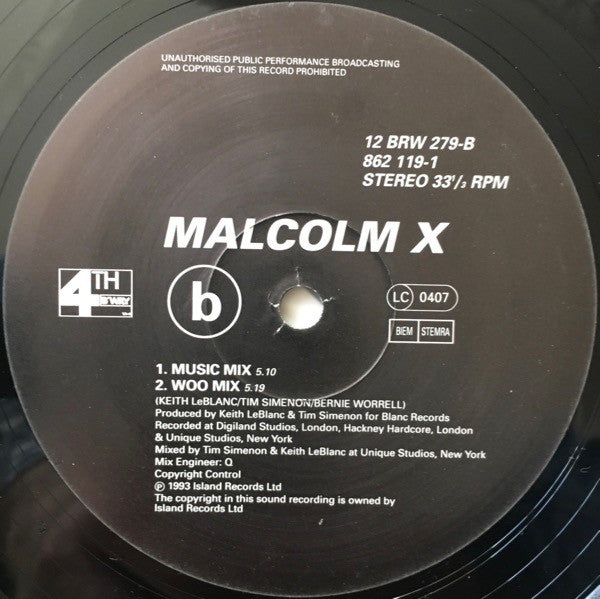 UNAUTHORISED PUBLIC PERFORMANCE BROADCASTING
AND COPYING OF THIS RECORD PROHIBITED
12 BRW 279-B
862 119-1
STEREO 33⅓ RPM
MALCOLM X
4TH
B'WAY
b
LC 0407
BIEM STEMRA
1. MUSIC MIX 5.10
2. WOO MIX 5.19
(KEITH LeBLANC/TIM SIMENON/BERNIE WORRELL)
Produced by Keith LeBlanc & Tim Simenon for Blanc Records
Recorded at Digiland Studios, London, Hackney Hardcore, London
& Unique Studios, New York
Mixed by Tim Simenon & Keith LeBlanc at Unique Studios, New York
Mix Engineer: Q
Copyright Control
℗ 1993 Island Records Ltd
The copyright in this sound recording is owned by
Island Records Ltd